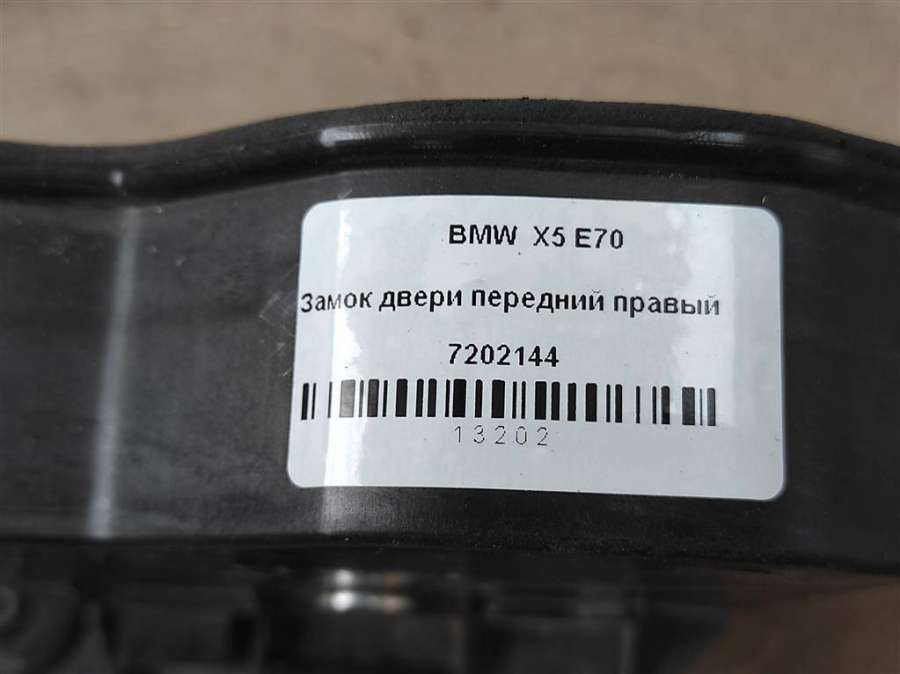 BMW X5 E70
Замок двери передний правый
7202144
13202